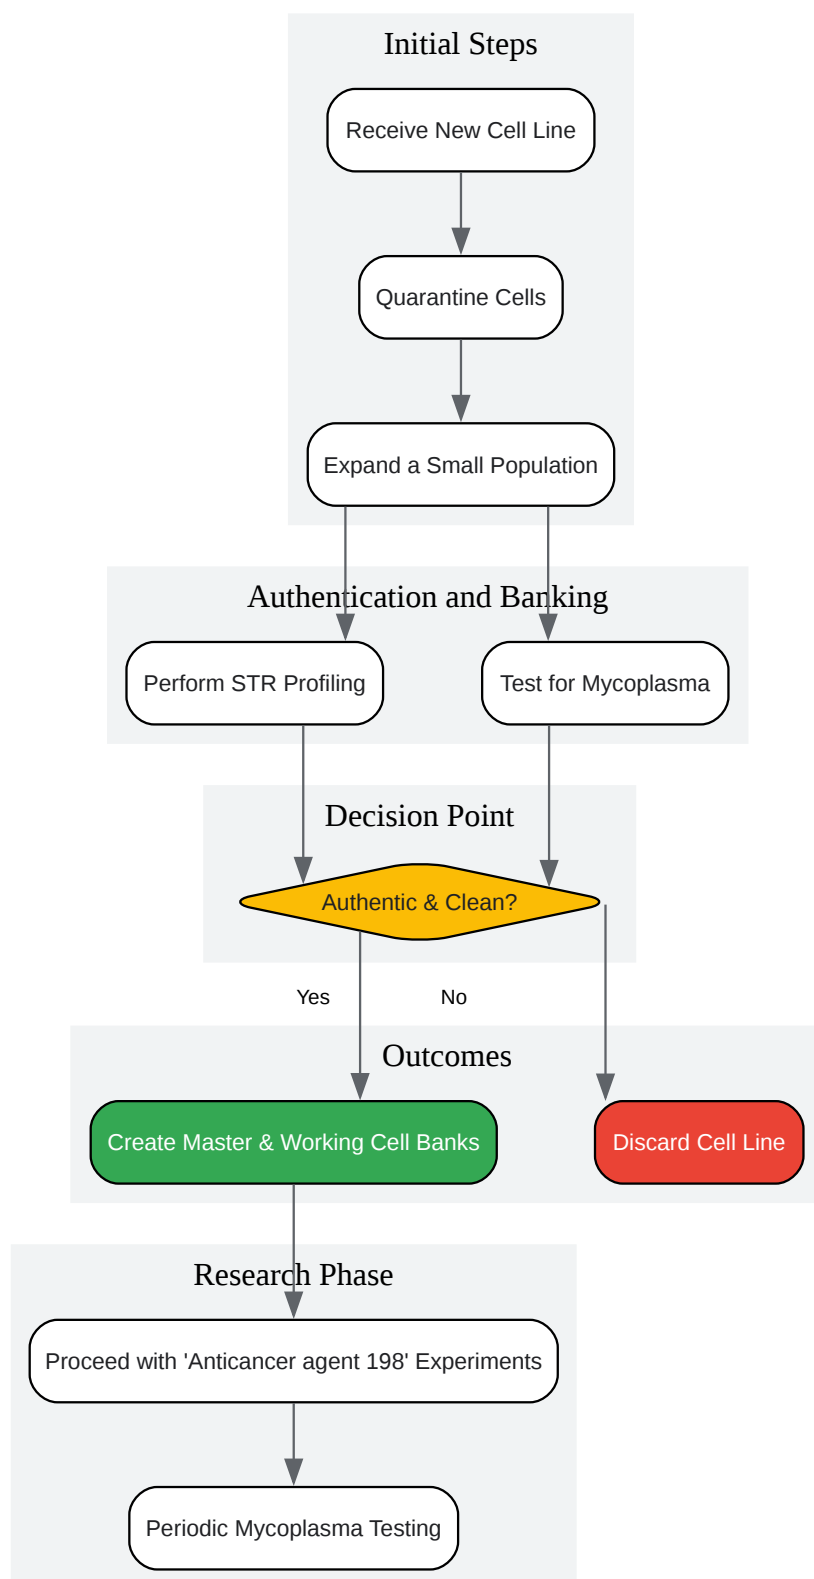 Initial Steps
Receive New Cell Line
Quarantine Cells
Expand a Small Population
Authentication and Banking
Perform STR Profiling
Test for Mycoplasma
Decision Point
Authentic & Clean?
Yes
No
Outcomes
Create Master & Working Cell Banks
Discard Cell Line
Research Phase
Proceed with 'Anticancer agent 198' Experiments
Periodic Mycoplasma Testing